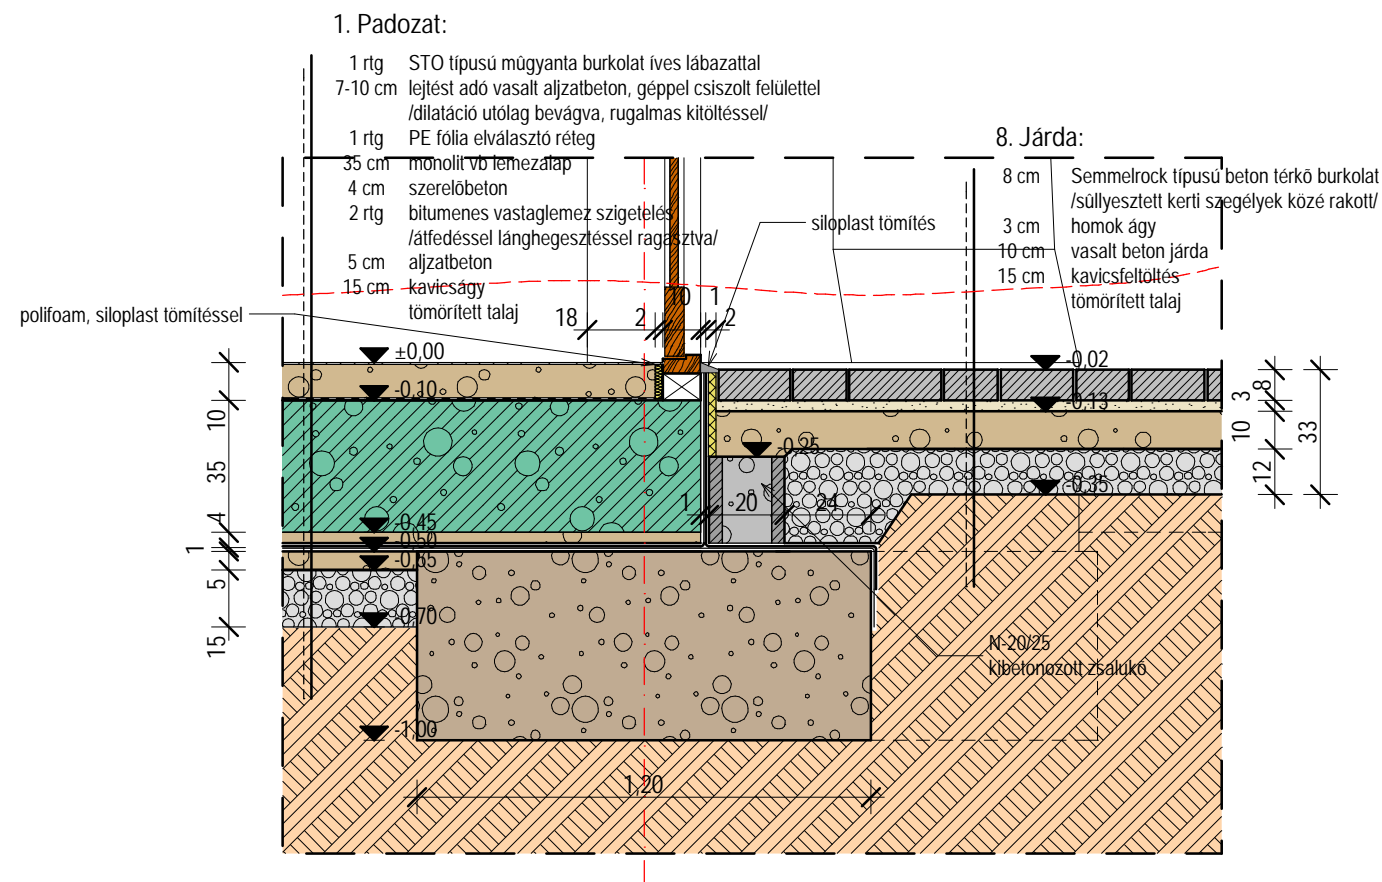 1. Padozat:
1 rtg STO típusú mûgyanta burkolat íves lábazattal
7-10 cm lejtést adó vasalt aljzatbeton, géppel csiszolt felülettel
/dilatáció utólag bevágva, rugalmas kitöltéssel/
1 rtg PE fólia elválasztó réteg
35 cm monolit vb lemezalap
4 cm szerelõbeton
2 rtg bitumenes vastaglemez szigetelés
/átfedéssel lánghegesztéssel ragasztva/
5 cm aljzatbeton
15 cm kavicságy
tömörített talaj
8. Járda:
8 cm Semmelrock típusú beton térkõ burkolat
/süllyesztett kerti szegélyek közé rakott/
3 cm homok ágy
10 cm vasalt beton járda
15 cm kavicsfeltöltés
tömörített talaj
siloplast tömítés
polifoam, siloplast tömítéssel
18 2 10 1 2
±0,00
-0,10
-0,45
-0,50
-0,55
-0,70
-1,00
-0,02
-0,13
-0,25
-0,35
10
35
4
1
5
15
3 8
10
12
33
1 20 24
N-20/25
kibetonozott zsalukõ
1,20